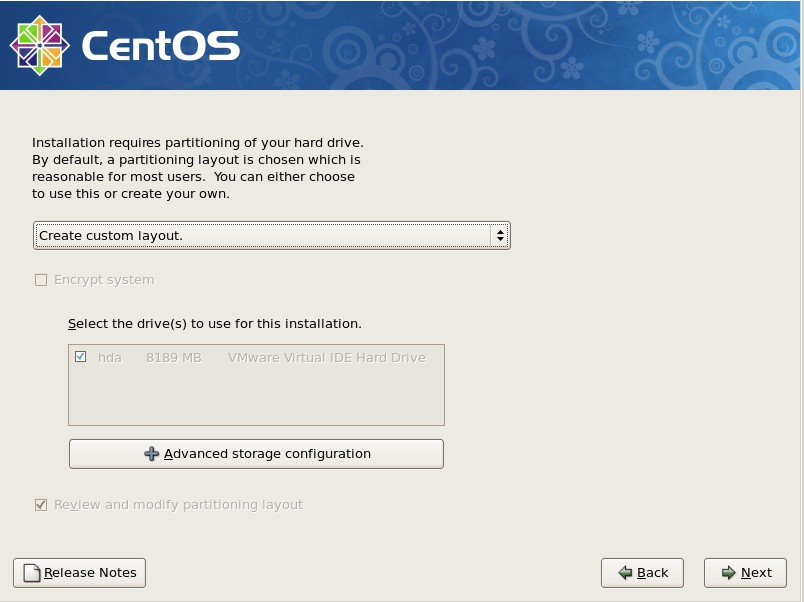 CentOS
Installation requires partitioning of your hard drive.
By default, a partitioning layout is chosen which is
reasonable for most users.  You can either choose
to use this or create your own.
Create custom layout.
Encrypt system
Select the drive(s) to use for this installation.
hda 8189 MB VMware Virtual IDE Hard Drive
Advanced storage configuration
Review and modify partitioning layout
Release Notes Back Next